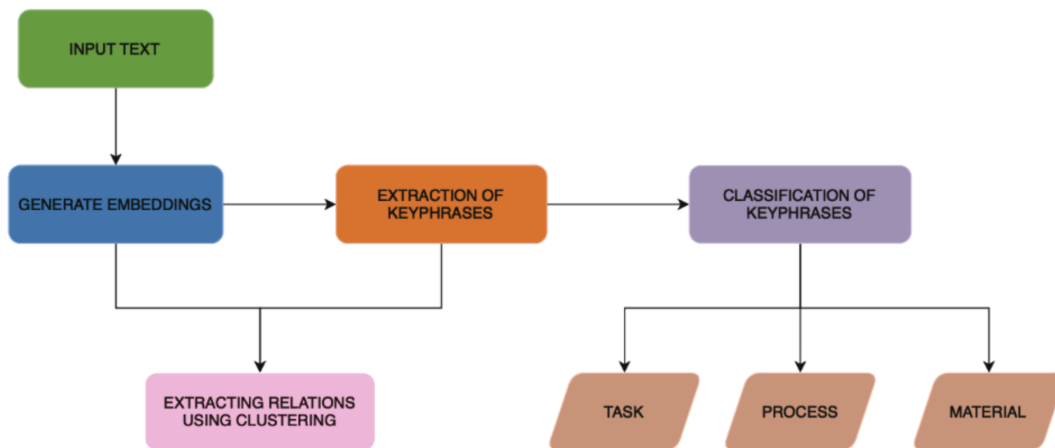 INPUT TEXT
GENERATE EMBEDDINGS
EXTRACTION OF
KEYPHRASES
CLASSIFICATION OF
KEYPHRASES
EXTRACTING RELATIONS
USING CLUSTERING
TASK
PROCESS
MATERIAL